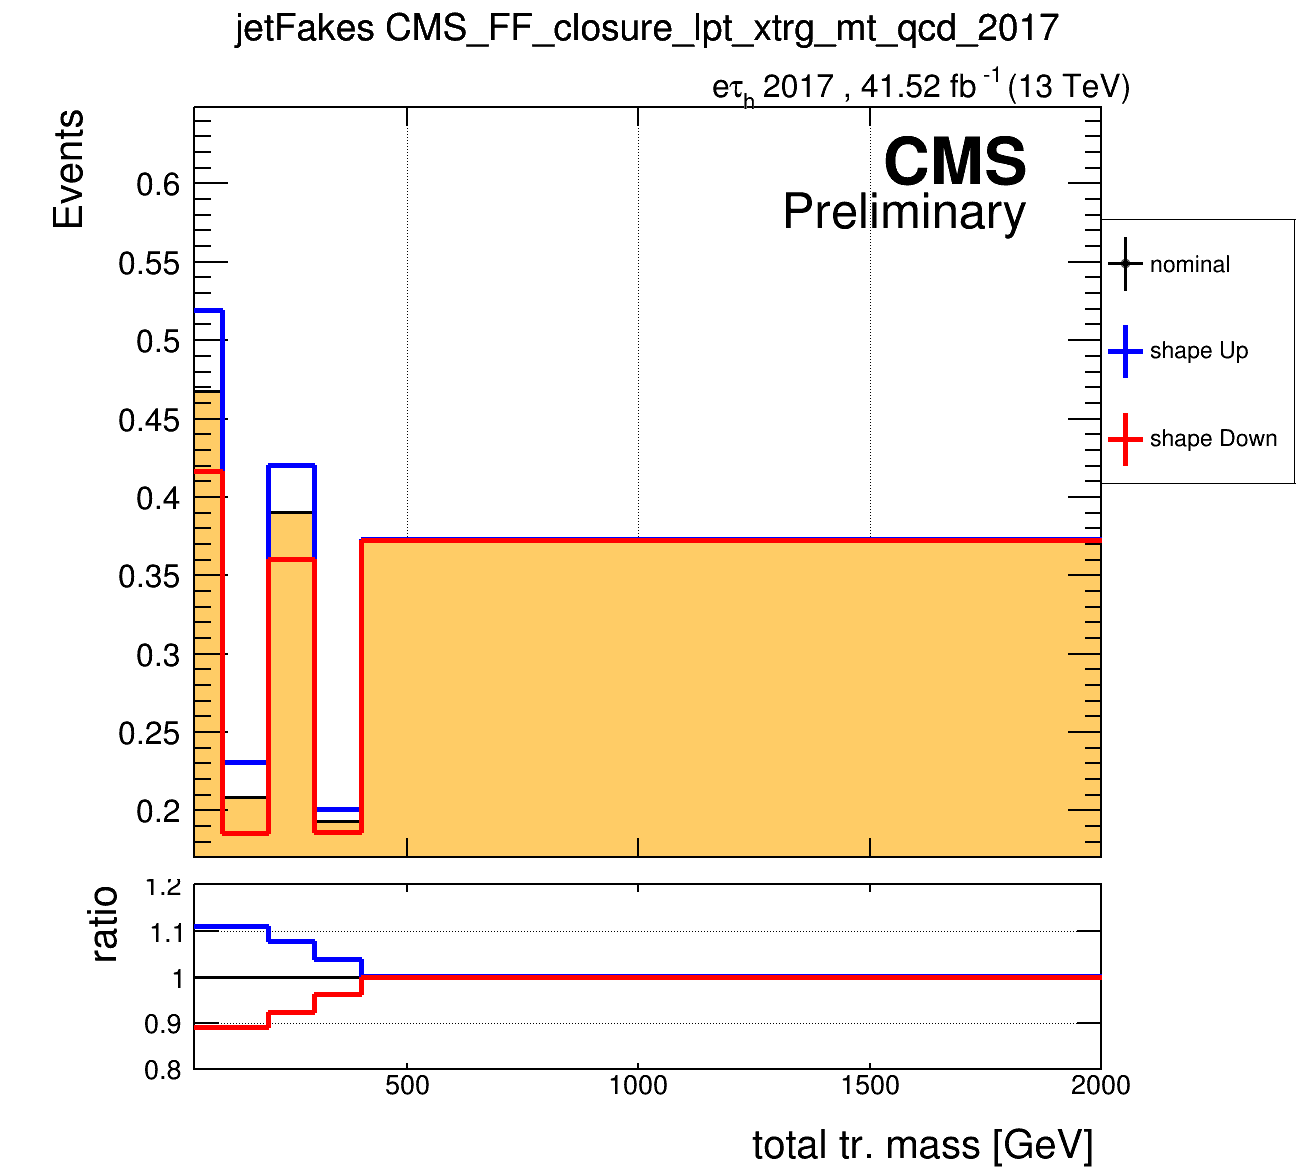 jetFakes CMS_FF_closure_lpt_xtrg_mt_qcd_2017
eτh 2017 , 41.52 fb-1 (13 TeV)
Events
CMS
Preliminary
0.6
0.55
0.5
0.45
0.4
0.35
0.3
0.25
0.2
nominal
shape Up
shape Down
ratio
1.2
1.1
1
0.9
0.8
500
1000
1500
2000
total tr. mass [GeV]